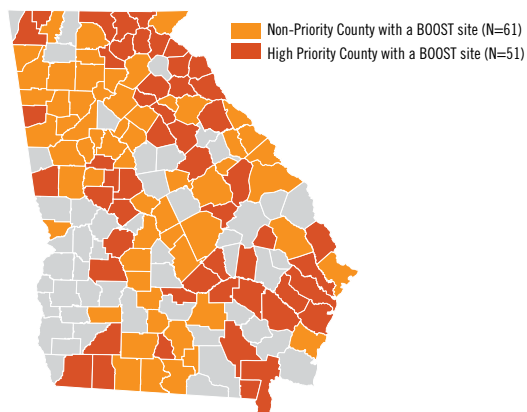 Non-Priority County with a BOOST site (N=61)
High Priority County with a BOOST site (N=51)